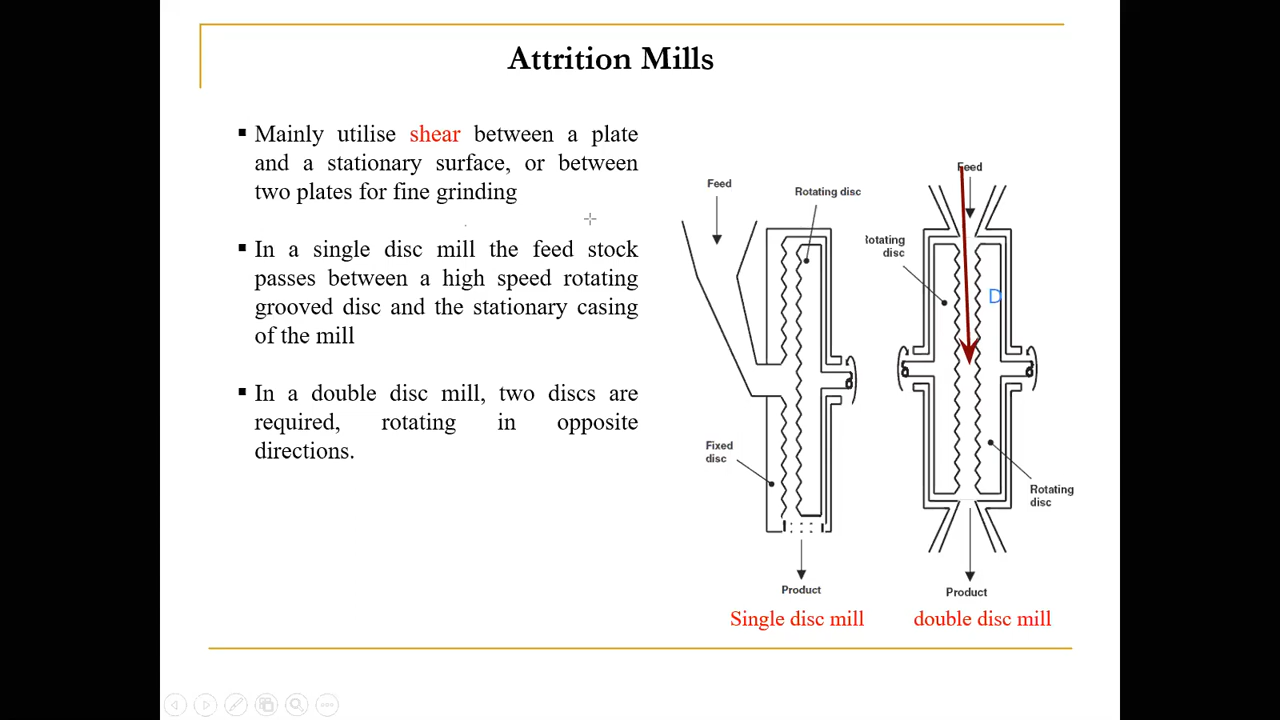 Attrition Mills
▪ Mainly utilise shear between a plate
and a stationary surface, or between
two plates for fine grinding
▪ In a single disc mill the feed stock
passes between a high speed rotating
grooved disc and the stationary casing
of the mill
▪ In a double disc mill, two discs are
required, rotating in opposite
directions.
Feed
Rotating disc
Fixed
disc
Product
Single disc mill
Feed
Rotating
disc
D
Rotating
disc
Product
double disc mill